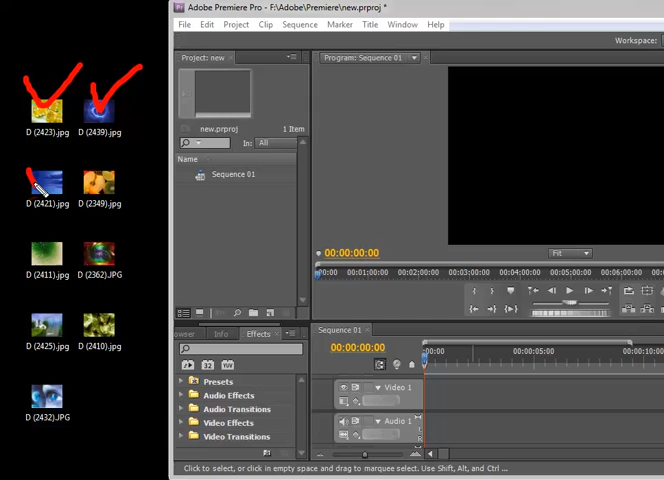 Adobe Premiere Pro - F:\Adobe\Premiere\new.prproj *
File Edit Project Clip Sequence Marker Title Window Help
Workspace:
Project: new
Program: Sequence 01
new.prproj
1 Item
In: All
Name
Sequence 01
D (2423).jpg D (2439).jpg
D (2421).jpg D (2349).jpg
D (2411).jpg D (2362).JPG
D (2425).jpg D (2410).jpg
D (2432).JPG
00:00:00:00
Fit
00:00 00:01:00:00 00:02:00:00 00:03:00:00 00:04:00:00 00:05:00:00 00:06:00:00
owser Info Effects
32 YUV
Presets
Audio Effects
Audio Transitions
Video Effects
Video Transitions
Sequence 01
00:00:00:00
:00:00 00:00:05:00 00:00:10:00
Video 1
Audio 1
Click to select, or click in empty space and drag to marquee select. Use Shift, Alt, and Ctrl ...